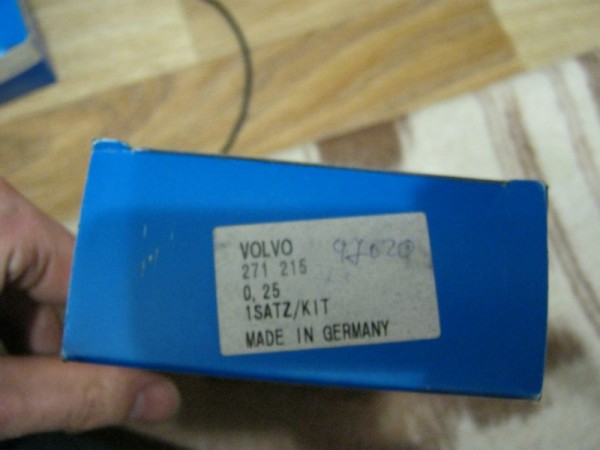 VOLVO
271 215
0,25
1SATZ/KIT
MADE IN GERMANY